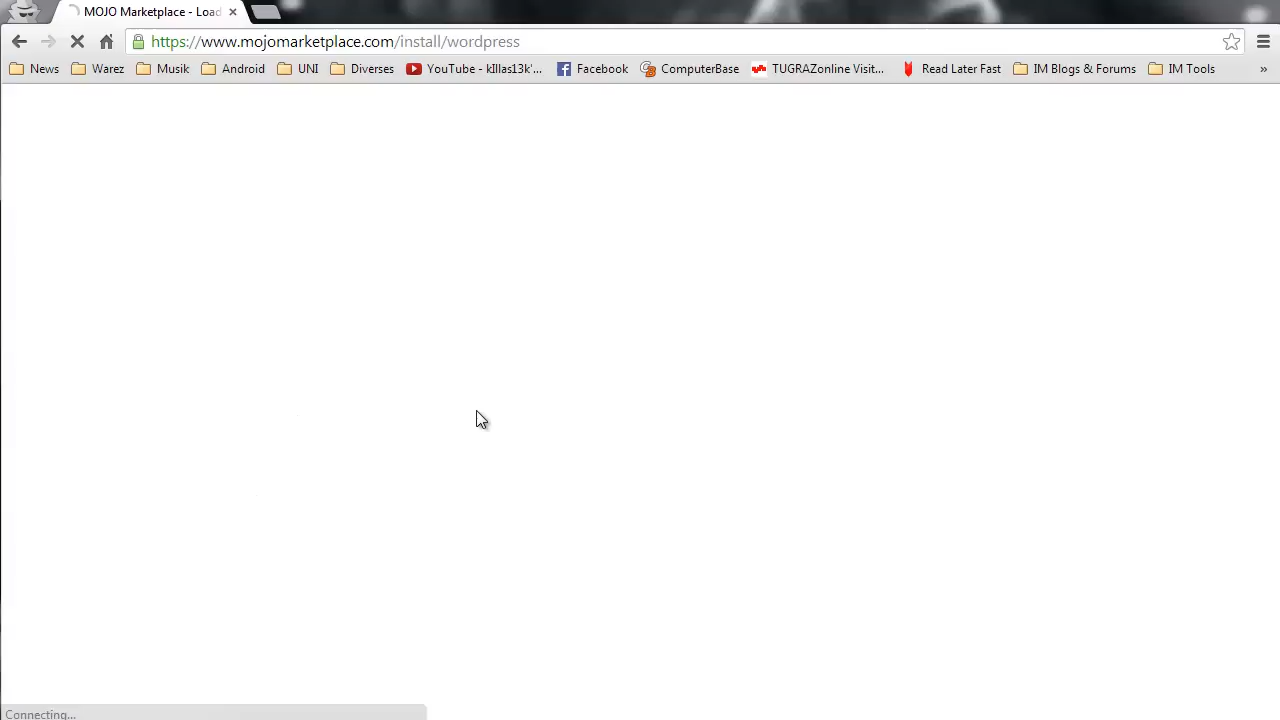 MOJO Marketplace - Load
https://www.mojomarketplace.com/install/wordpress
News Warez Musik Android UNI Diverses YouTube - kIllas13k'... Facebook ComputerBase TUGRAZonline Visit... Read Later Fast IM Blogs & Forums IM Tools »
Connecting...